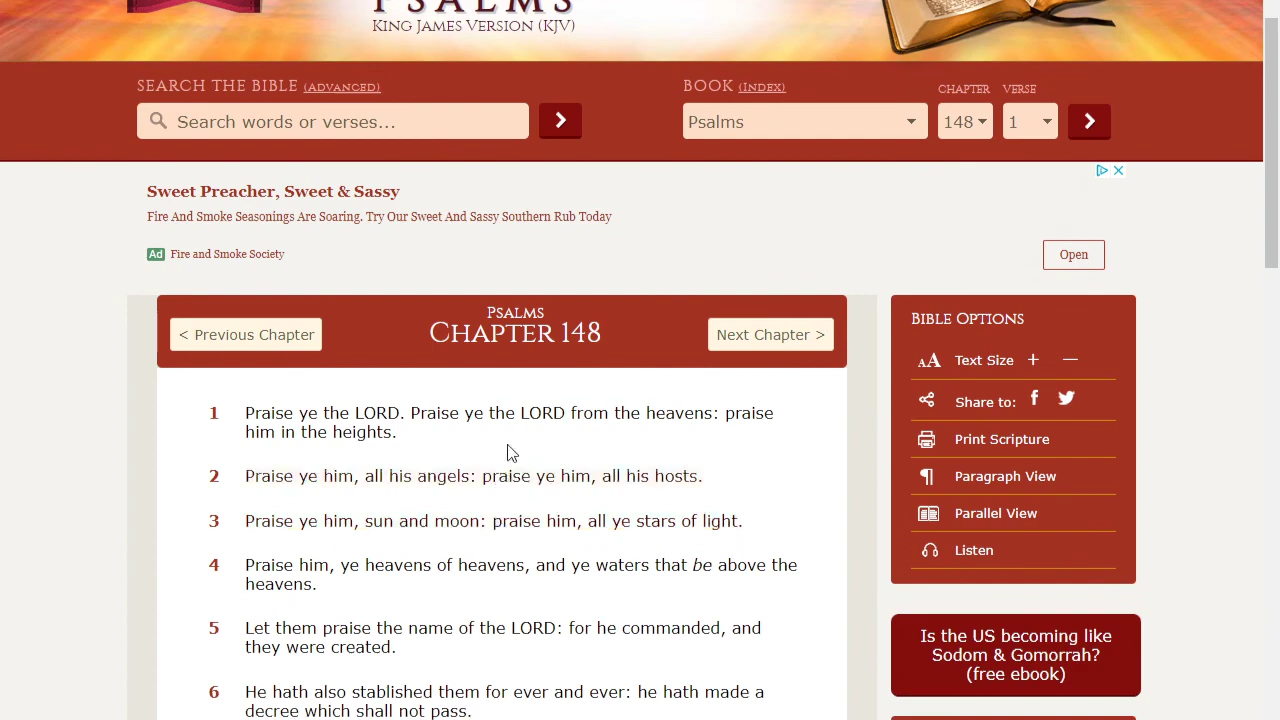 PSALMS
KING JAMES VERSION (KJV)
SEARCH THE BIBLE (ADVANCED)
BOOK (INDEX)
CHAPTER
VERSE
Search words or verses...
Psalms
148
1
Sweet Preacher, Sweet & Sassy
Fire And Smoke Seasonings Are Soaring. Try Our Sweet And Sassy Southern Rub Today
Ad Fire and Smoke Society
Open
PSALMS
CHAPTER 148
< Previous Chapter
Next Chapter >
1 Praise ye the LORD. Praise ye the LORD from the heavens: praise
him in the heights.
2 Praise ye him, all his angels: praise ye him, all his hosts.
3 Praise ye him, sun and moon: praise him, all ye stars of light.
4 Praise him, ye heavens of heavens, and ye waters that be above the
heavens.
5 Let them praise the name of the LORD: for he commanded, and
they were created.
6 He hath also stablished them for ever and ever: he hath made a
decree which shall not pass.
BIBLE OPTIONS
AA Text Size + —
Share to: f
Print Scripture
¶ Paragraph View
Parallel View
Listen
Is the US becoming like
Sodom & Gomorrah?
(free ebook)